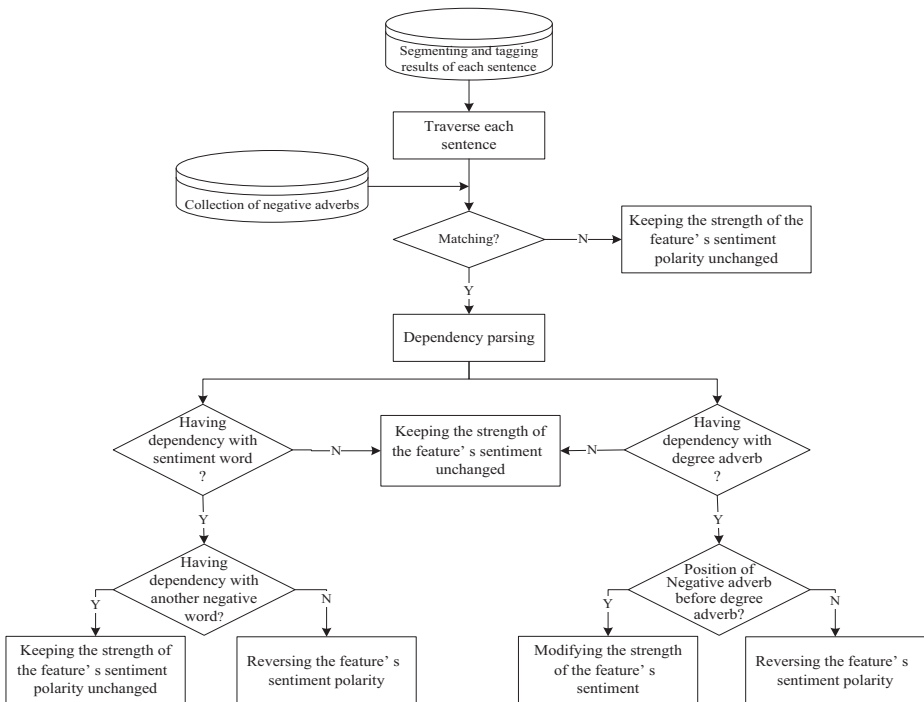 Segmenting and tagging
results of each sentence
Traverse each
sentence
Collection of negative adverbs
Matching?
N
Keeping the strength of the
feature’ s sentiment
polarity unchanged
Y
Dependency parsing
Having
dependency with
sentiment word
?
N
Keeping the strength of
the feature’ s sentiment
unchanged
N
Having
dependency with
degree adverb
?
Y
Y
Having
dependency with
another negative
word?
Y
N
Position of
Negative adverb
before degree
adverb?
Y
N
Keeping the strength of
the feature’ s sentiment
polarity unchanged
Reversing the feature’ s
sentiment polarity
Modifying the strength
of the feature’ s
sentiment
Reversing the feature’ s
sentiment polarity